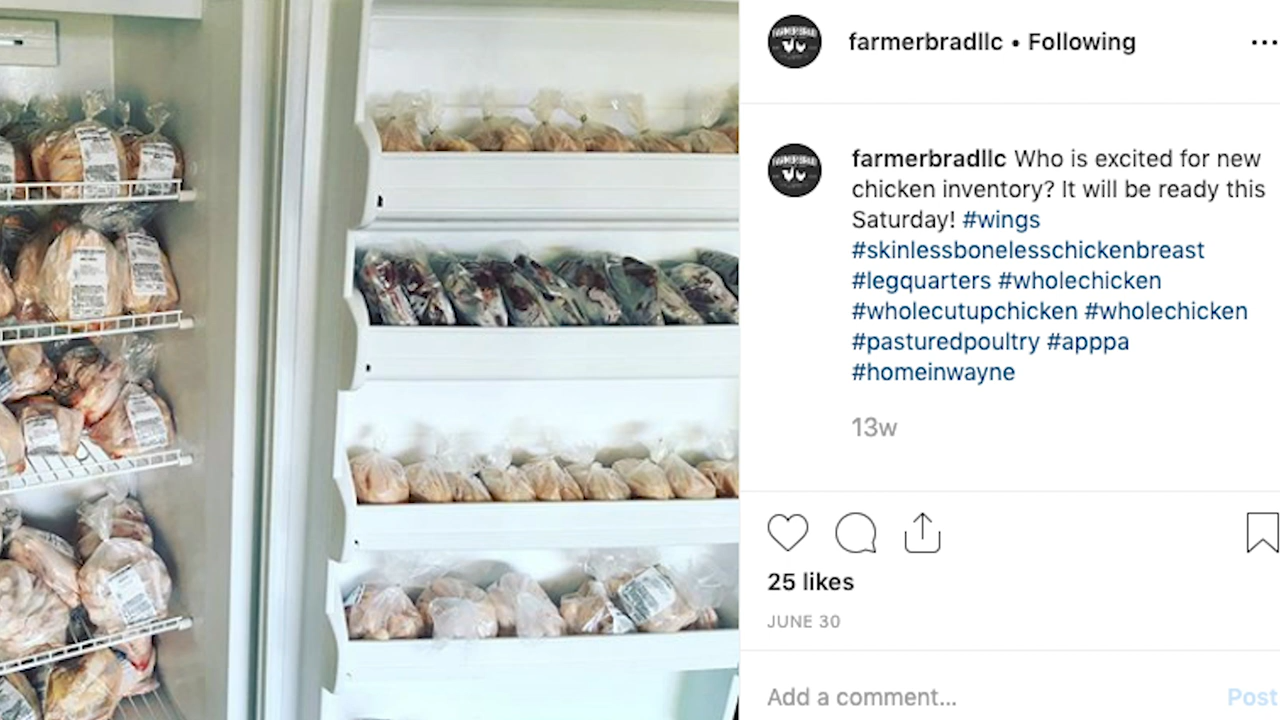 farmerbradllc • Following
farmerbradllc Who is excited for new
chicken inventory? It will be ready this
Saturday! #wings
#skinlessbonelesschickenbreast
#legquarters #wholechicken
#wholecutupchicken #wholechicken
#pasturedpoultry #apppa
#homeinwayne
13w
25 likes
JUNE 30
Add a comment...
Post